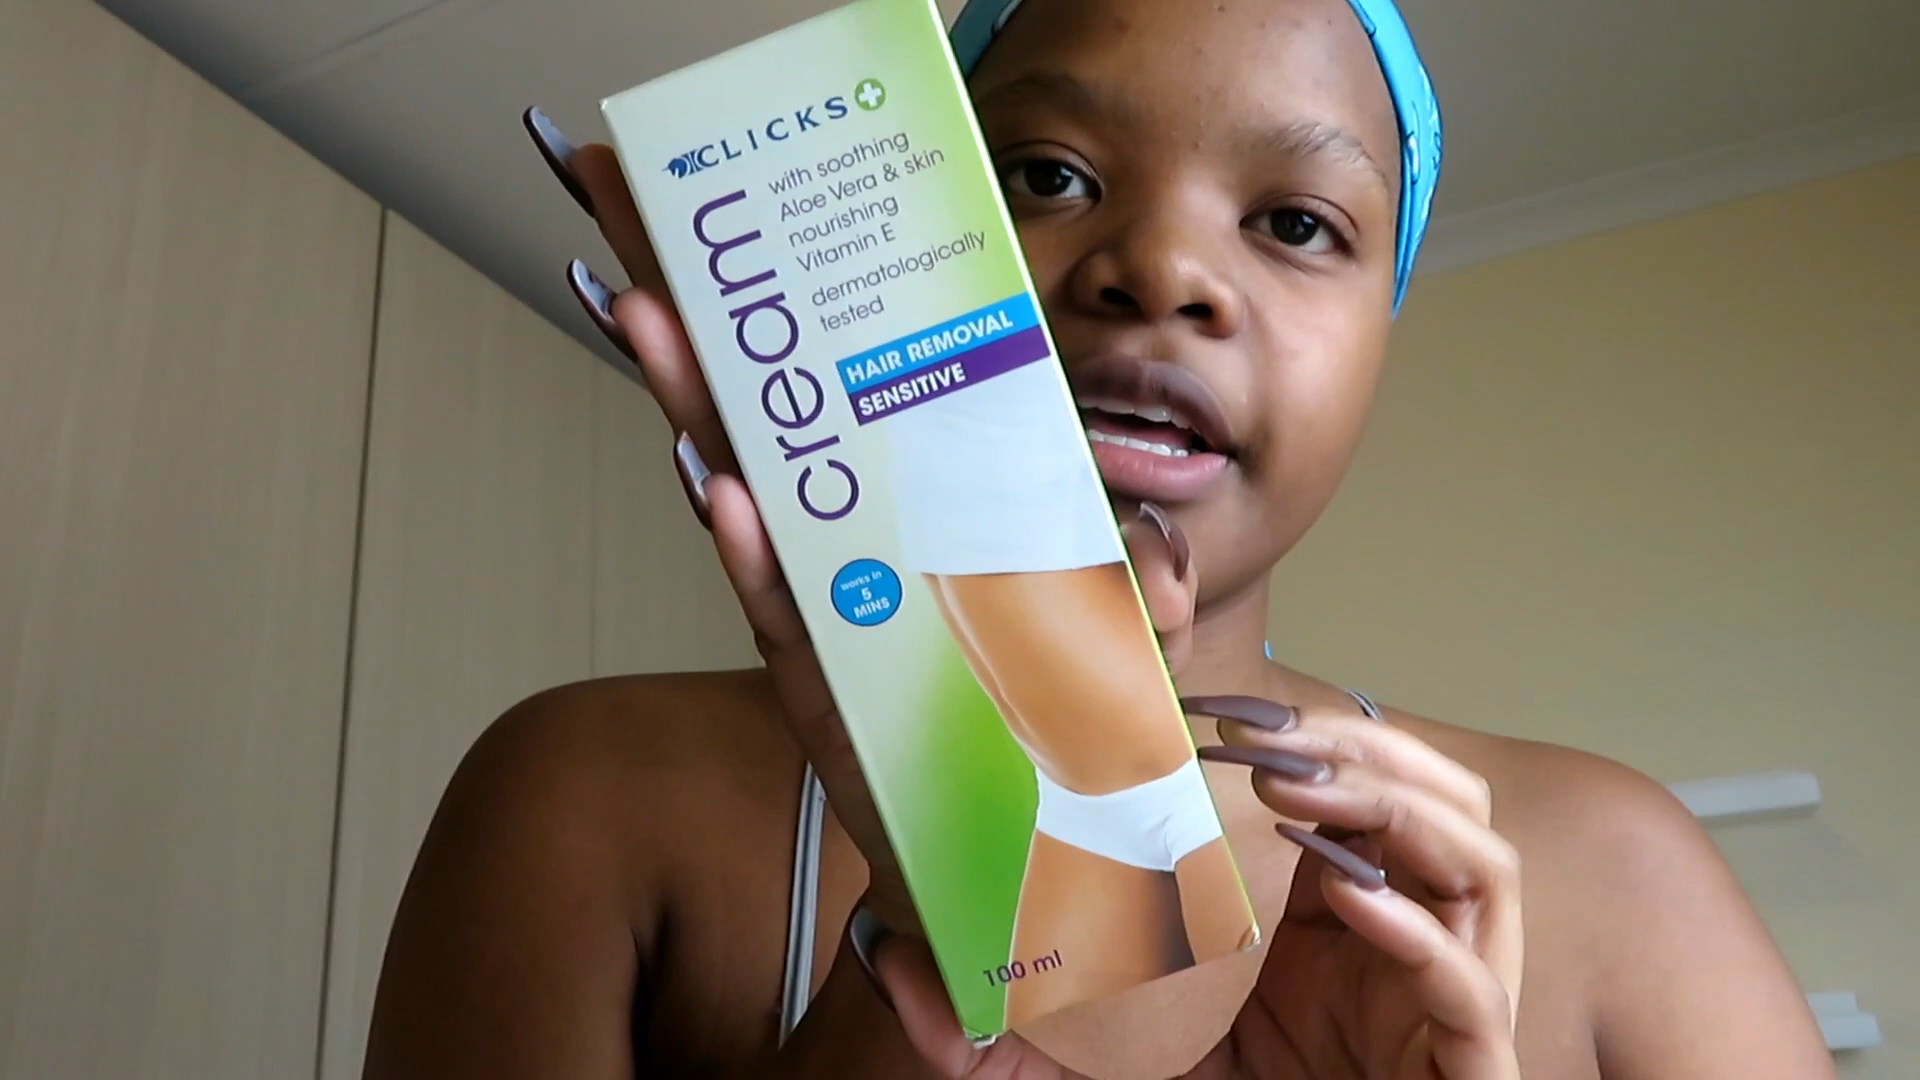 CLICKS
cream
with soothing
Aloe Vera & skin
nourishing
Vitamin E
dermatologically
tested
HAIR REMOVAL
SENSITIVE
works in
5
MINS
100 ml